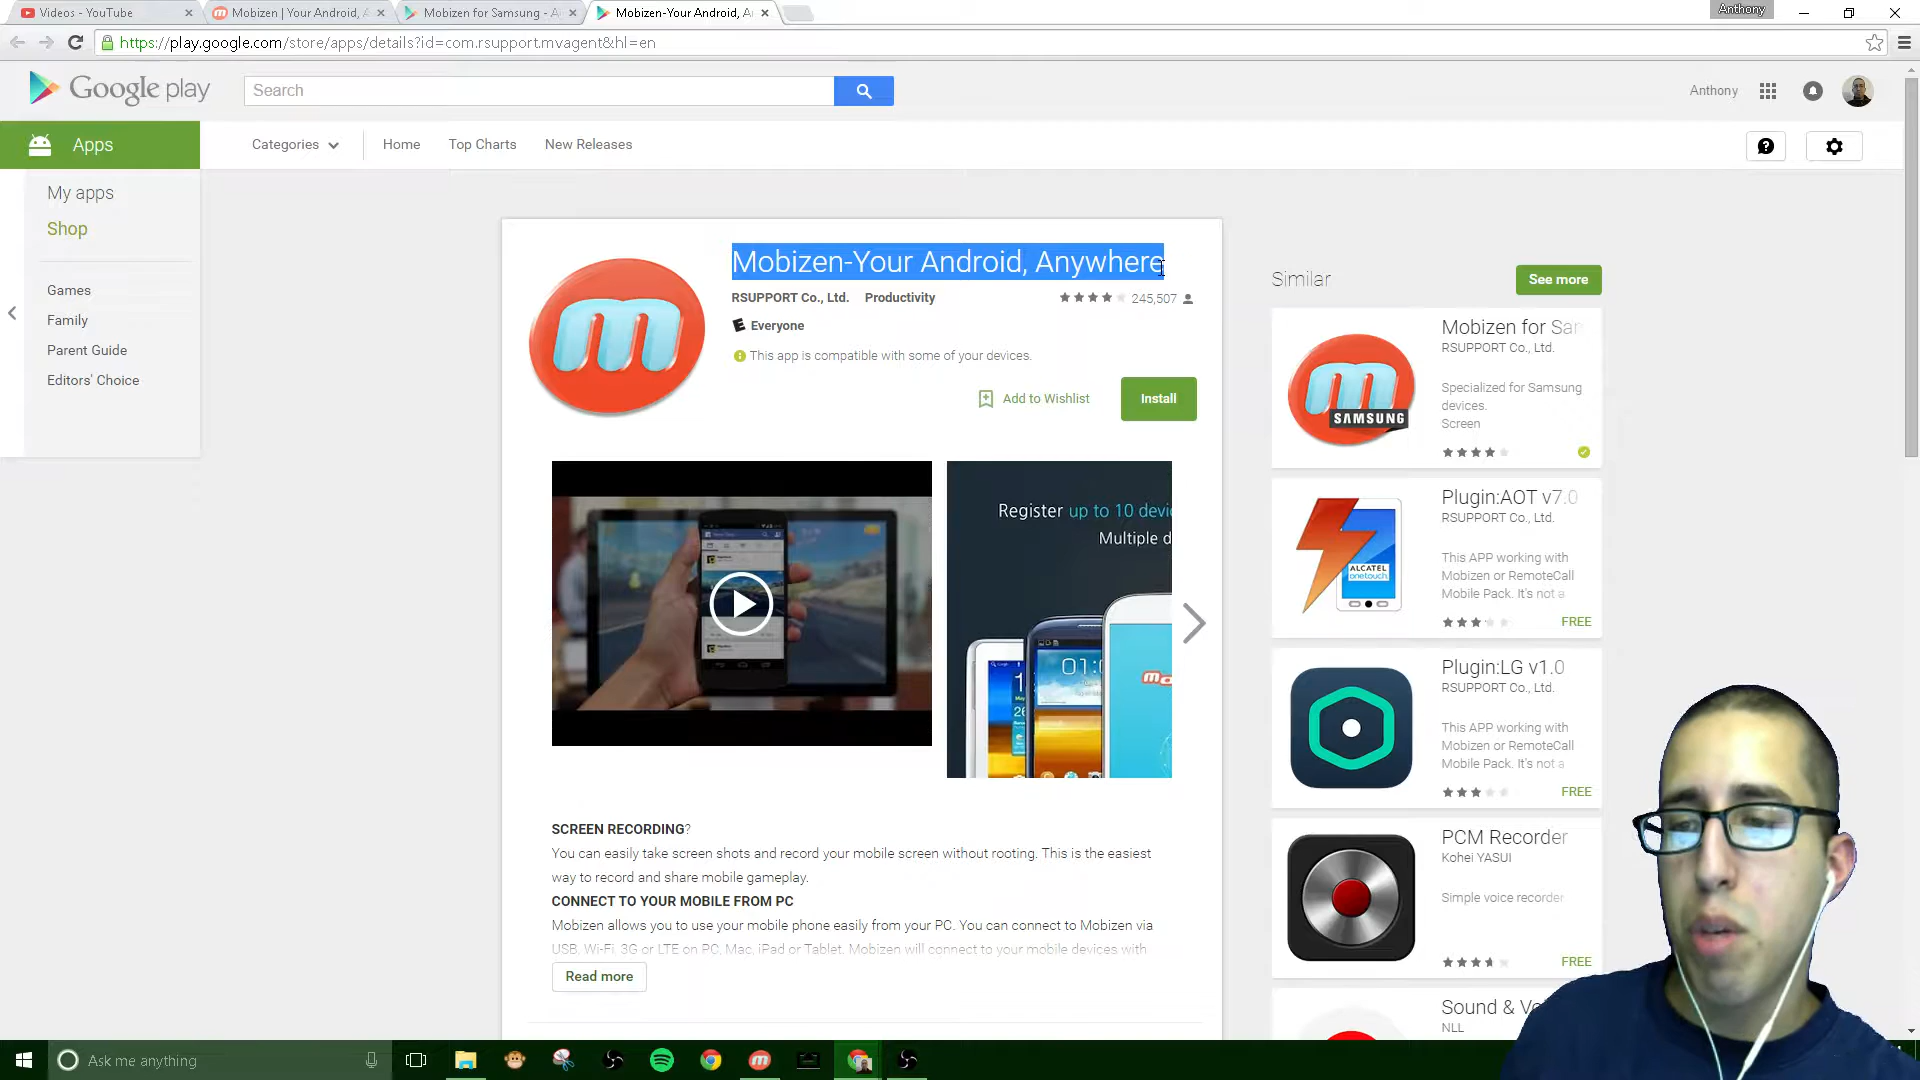 Videos - YouTube
Mobizen | Your Android, A
Mobizen for Samsung - A
Mobizen-Your Android, A
Anthony
https://play.google.com/store/apps/details?id=com.rsupport.mvagent&hl=en
Google play
Search
Anthony
Apps
Categories
Home
Top Charts
New Releases
My apps
Shop
Games
Family
Parent Guide
Editors' Choice
Mobizen-Your Android, Anywhere
RSUPPORT Co., Ltd. Productivity
245,507
Everyone
This app is compatible with some of your devices.
Add to Wishlist
Install
Register up to 10 devic
Multiple d
SCREEN RECORDING?
You can easily take screen shots and record your mobile screen without rooting. This is the easiest
way to record and share mobile gameplay.
CONNECT TO YOUR MOBILE FROM PC
Mobizen allows you to use your mobile phone easily from your PC. You can connect to Mobizen via
USB, Wi-Fi, 3G or LTE on PC, Mac, iPad or Tablet. Mobizen will connect to your mobile devices with
Read more
Similar
See more
Mobizen for Sam
RSUPPORT Co., Ltd.
Specialized for Samsung
devices.
Screen
SAMSUNG
Plugin:AOT v7.0
RSUPPORT Co., Ltd.
This APP working with
Mobizen or RemoteCall
Mobile Pack. It's not a
FREE
ALCATEL
onetouch
Plugin:LG v1.0
RSUPPORT Co., Ltd.
This APP working with
Mobizen or RemoteCall
Mobile Pack. It's not a
FREE
PCM Recorder
Kohei YASUI
Simple voice recorder
FREE
Sound & Vo
NLL
Ask me anything